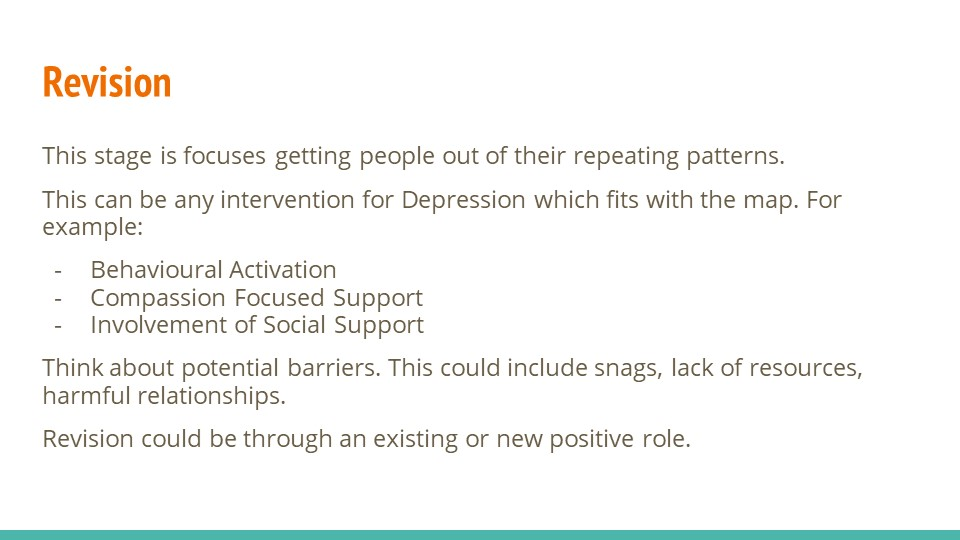 Revision
This stage is focuses getting people out of their repeating patterns.
This can be any intervention for Depression which fits with the map. For
example:
- Behavioural Activation
- Compassion Focused Support
- Involvement of Social Support
Think about potential barriers. This could include snags, lack of resources,
harmful relationships.
Revision could be through an existing or new positive role.